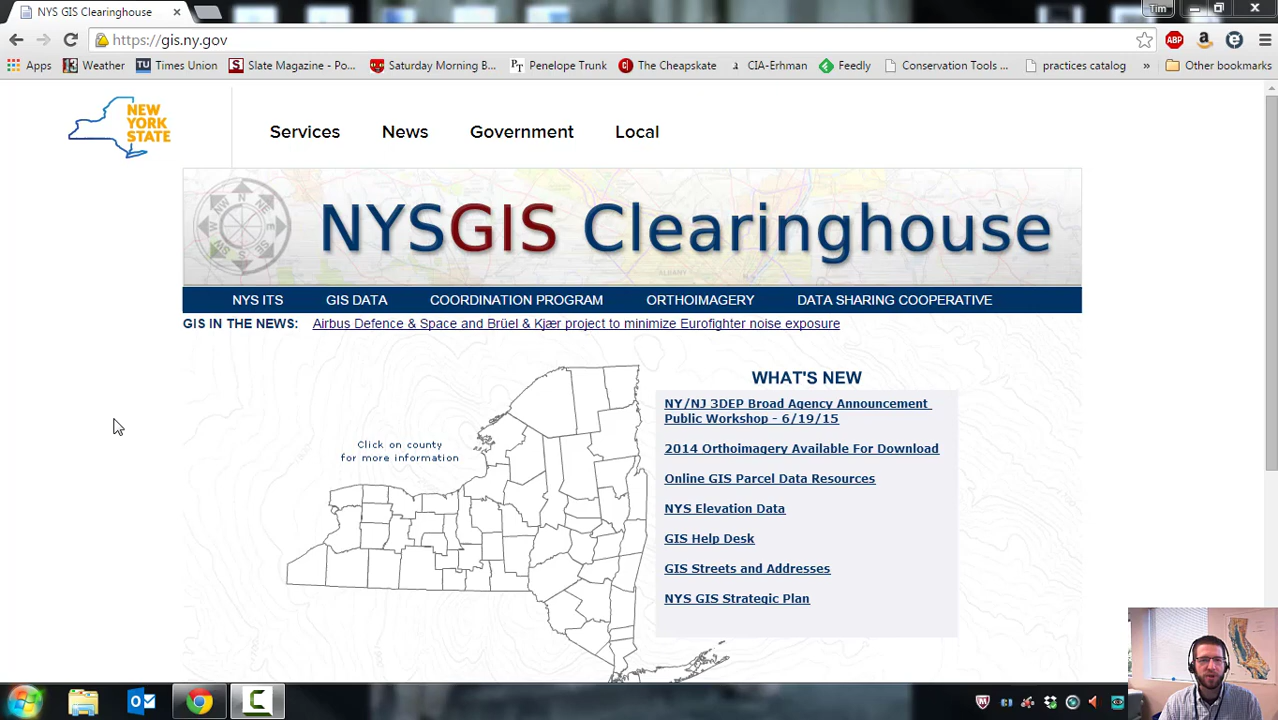 NYS GIS Clearinghouse
Tim
https://gis.ny.gov
ABP
Apps Weather TU Times Union S Slate Magazine - Po... Saturday Morning B... PT Penelope Trunk The Cheapskate CIA-Erhman Feedly Conservation Tools ... practices catalog » Other bookmarks
NEW
YORK
STATE
Services News Government Local
NYSGIS Clearinghouse
NYS ITS GIS DATA COORDINATION PROGRAM ORTHOIMAGERY DATA SHARING COOPERATIVE
GIS IN THE NEWS: Airbus Defence & Space and Brüel & Kjær project to minimize Eurofighter noise exposure
WHAT'S NEW
NY/NJ 3DEP Broad Agency Announcement
Public Workshop - 6/19/15
2014 Orthoimagery Available For Download
Online GIS Parcel Data Resources
NYS Elevation Data
GIS Help Desk
GIS Streets and Addresses
NYS GIS Strategic Plan
Click on county
for more information